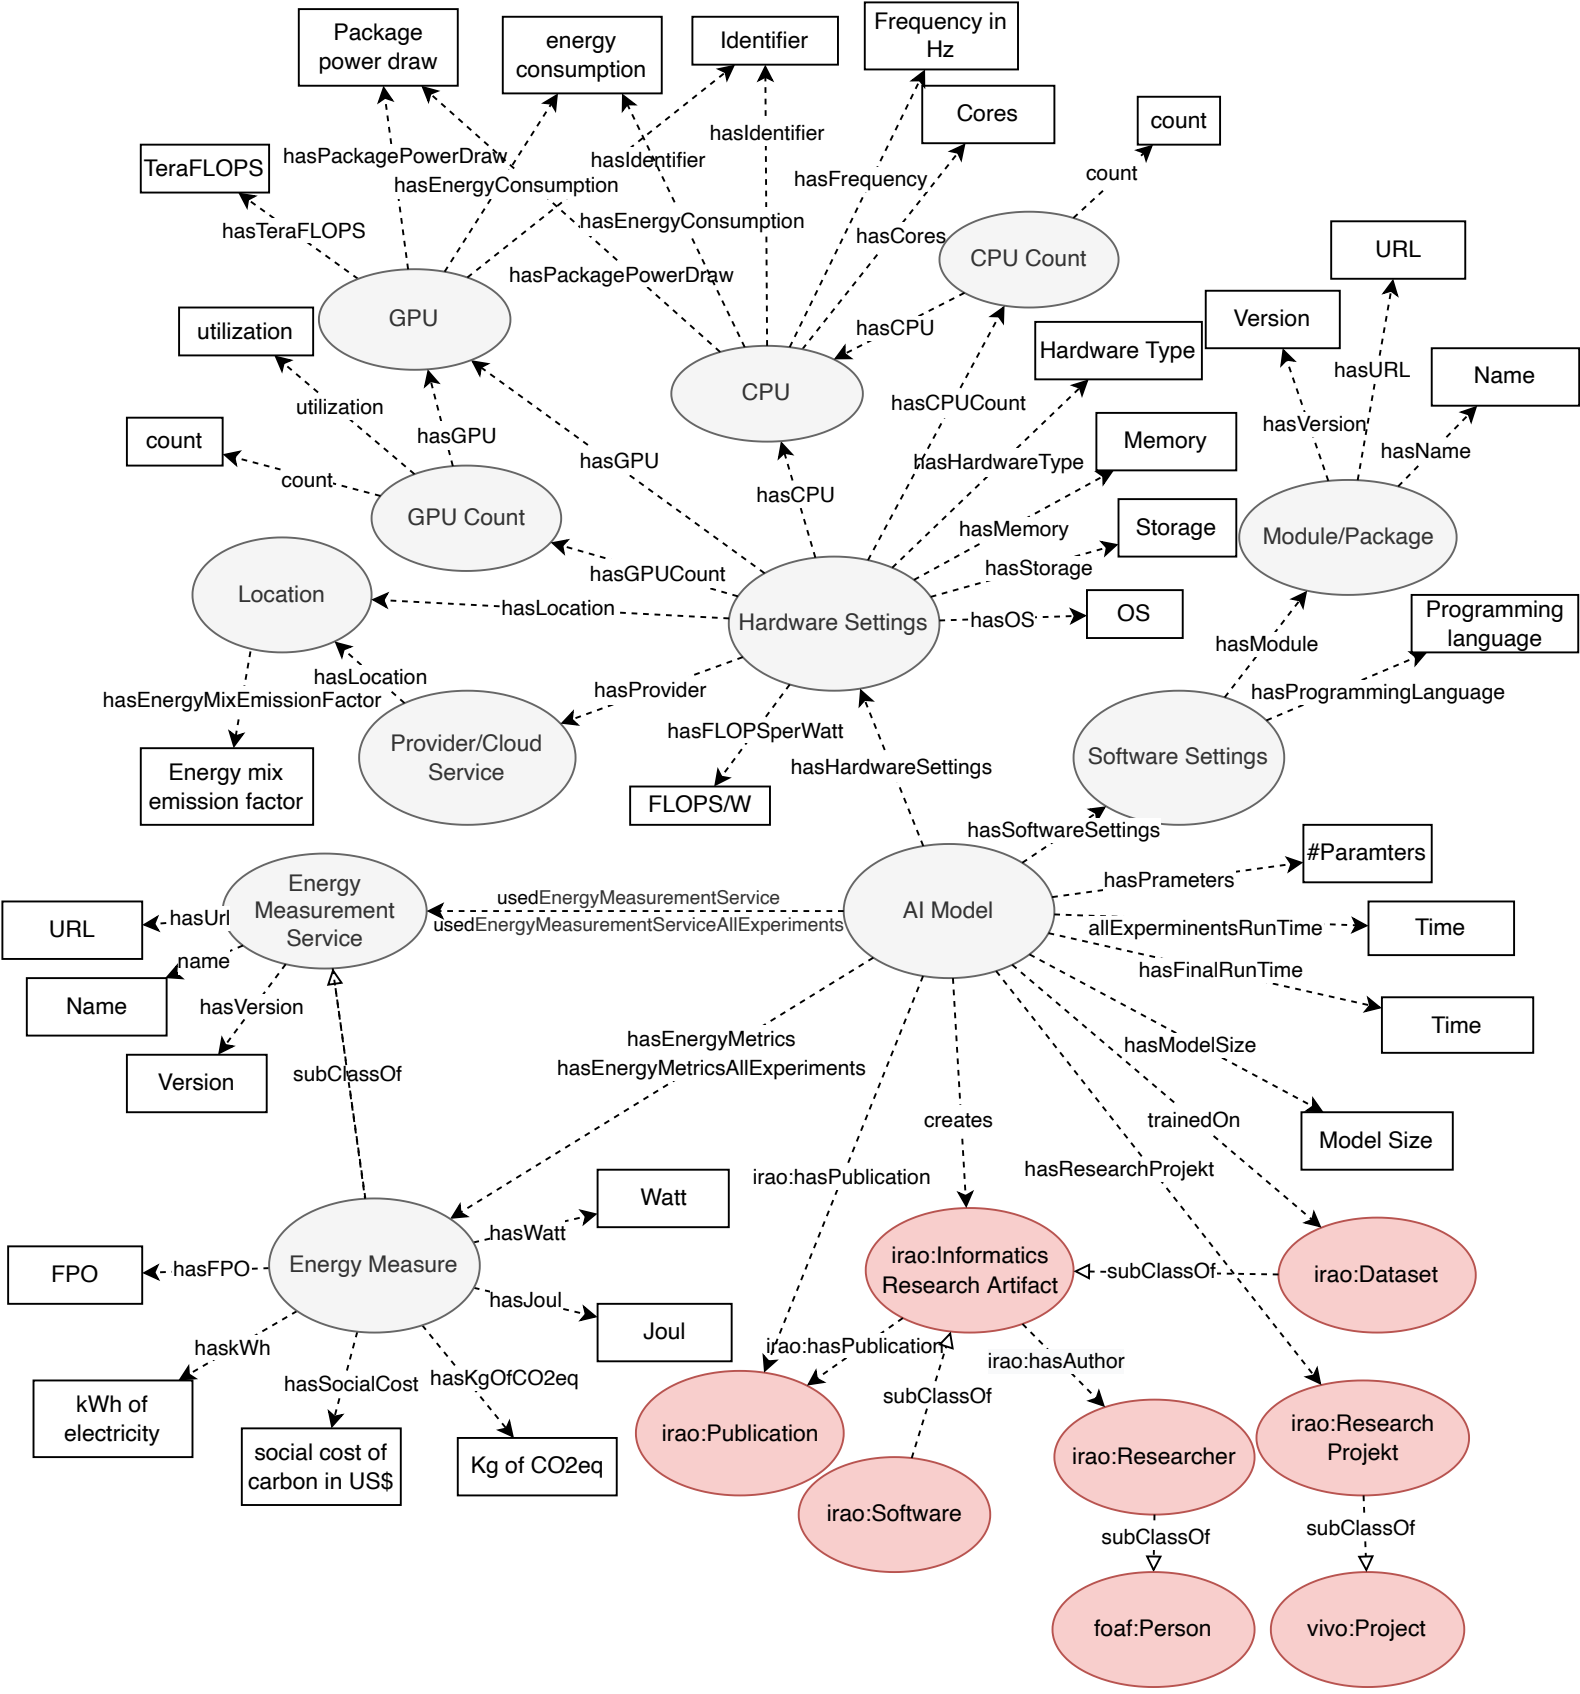 Package
power draw
energy
consumption
Identifier
Frequency in
Hz
Cores
count
TeraFLOPS
hasPackagePowerDraw
hasIdentifier
hasIdentifier
hasFrequency
count
hasEnergyConsumption
hasTeraFLOPS
hasEnergyConsumption
hasCores
CPU Count
URL
hasPackagePowerDraw
GPU
utilization
hasCPU
Hardware Type
Version
hasURL
Name
CPU
utilization
hasGPU
hasCPUCount
hasVersion
hasName
count
count
hasGPU
hasHardwareType
Memory
GPU Count
hasCPU
hasMemory
Storage
Module/Package
hasGPUCount
hasStorage
Location
hasLocation
Hardware Settings
hasOS
OS
Programming
language
hasModule
hasLocation
hasEnergyMixEmissionFactor
hasProvider
hasProgrammingLanguage
Provider/Cloud
Service
hasFLOPSperWatt
Software Settings
Energy mix
emission factor
FLOPS/W
hasHardwareSettings
hasSoftwareSettings
#Paramters
hasPrameters
Energy
Measurement
Service
usedEnergyMeasurementService
usedEnergyMeasurementServiceAllExperiments
AI Model
allExperminentsRunTime
Time
URL
hasUrl
name
hasFinalRunTime
Name
hasVersion
Time
Version
subClassOf
hasEnergyMetrics
hasEnergyMetricsAllExperiments
hasModelSize
creates
trainedOn
Model Size
irao:hasPublication
hasResearchProjekt
Watt
hasWatt
FPO
hasFPO
Energy Measure
irao:Informatics
Research Artifact
subClassOf
irao:Dataset
hasJoul
Joul
haskWh
irao:hasPublication
irao:hasAuthor
hasSocialCost
hasKgOfCO2eq
subClassOf
kWh of
electricity
social cost of
carbon in US$
Kg of CO2eq
irao:Publication
irao:Researcher
irao:Research
Projekt
irao:Software
subClassOf
subClassOf
foaf:Person
vivo:Project